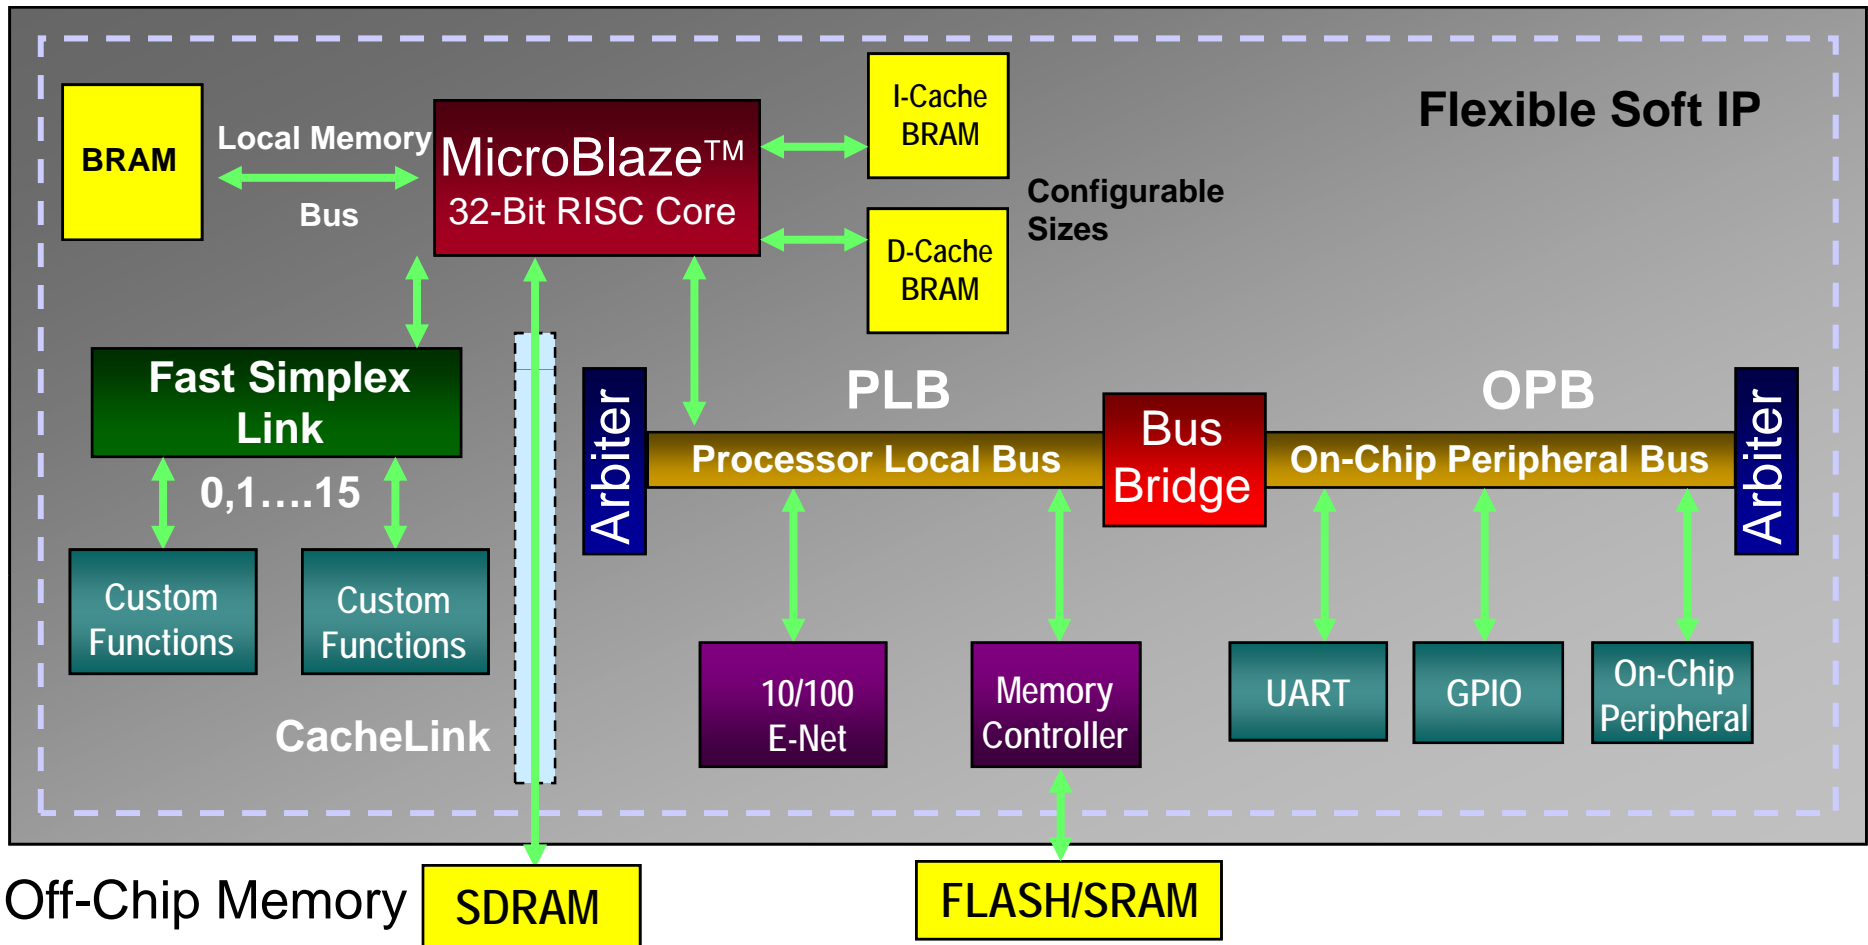 Flexible Soft IP
BRAM
Local Memory
Bus
MicroBlaze™
32-Bit RISC Core
I-Cache
BRAM
D-Cache
BRAM
Configurable
Sizes
Fast Simplex
Link
0,1....15
Custom
Functions
Custom
Functions
CacheLink
Arbiter
PLB
Processor Local Bus
Bus
Bridge
OPB
On-Chip Peripheral Bus
Arbiter
10/100
E-Net
Memory
Controller
UART
GPIO
On-Chip
Peripheral
Off-Chip Memory
SDRAM
FLASH/SRAM